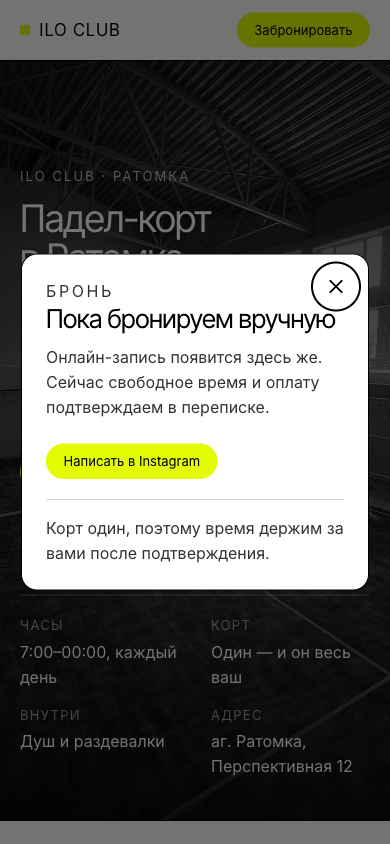 ILO CLUB
Забронировать
ILO CLUB · РАТОМКА
Падел-корт
в Ратомке
БРОНЬ
Пока бронируем вручную
Онлайн-запись появится здесь же.
Сейчас свободное время и оплату
подтверждаем в переписке.
Написать в Instagram
Корт один, поэтому время держим за
вами после подтверждения.
ЧАСЫ
7:00–00:00, каждый
день
КОРТ
Один — и он весь
ваш
ВНУТРИ
Душ и раздевалки
АДРЕС
аг. Ратомка,
Перспективная 12